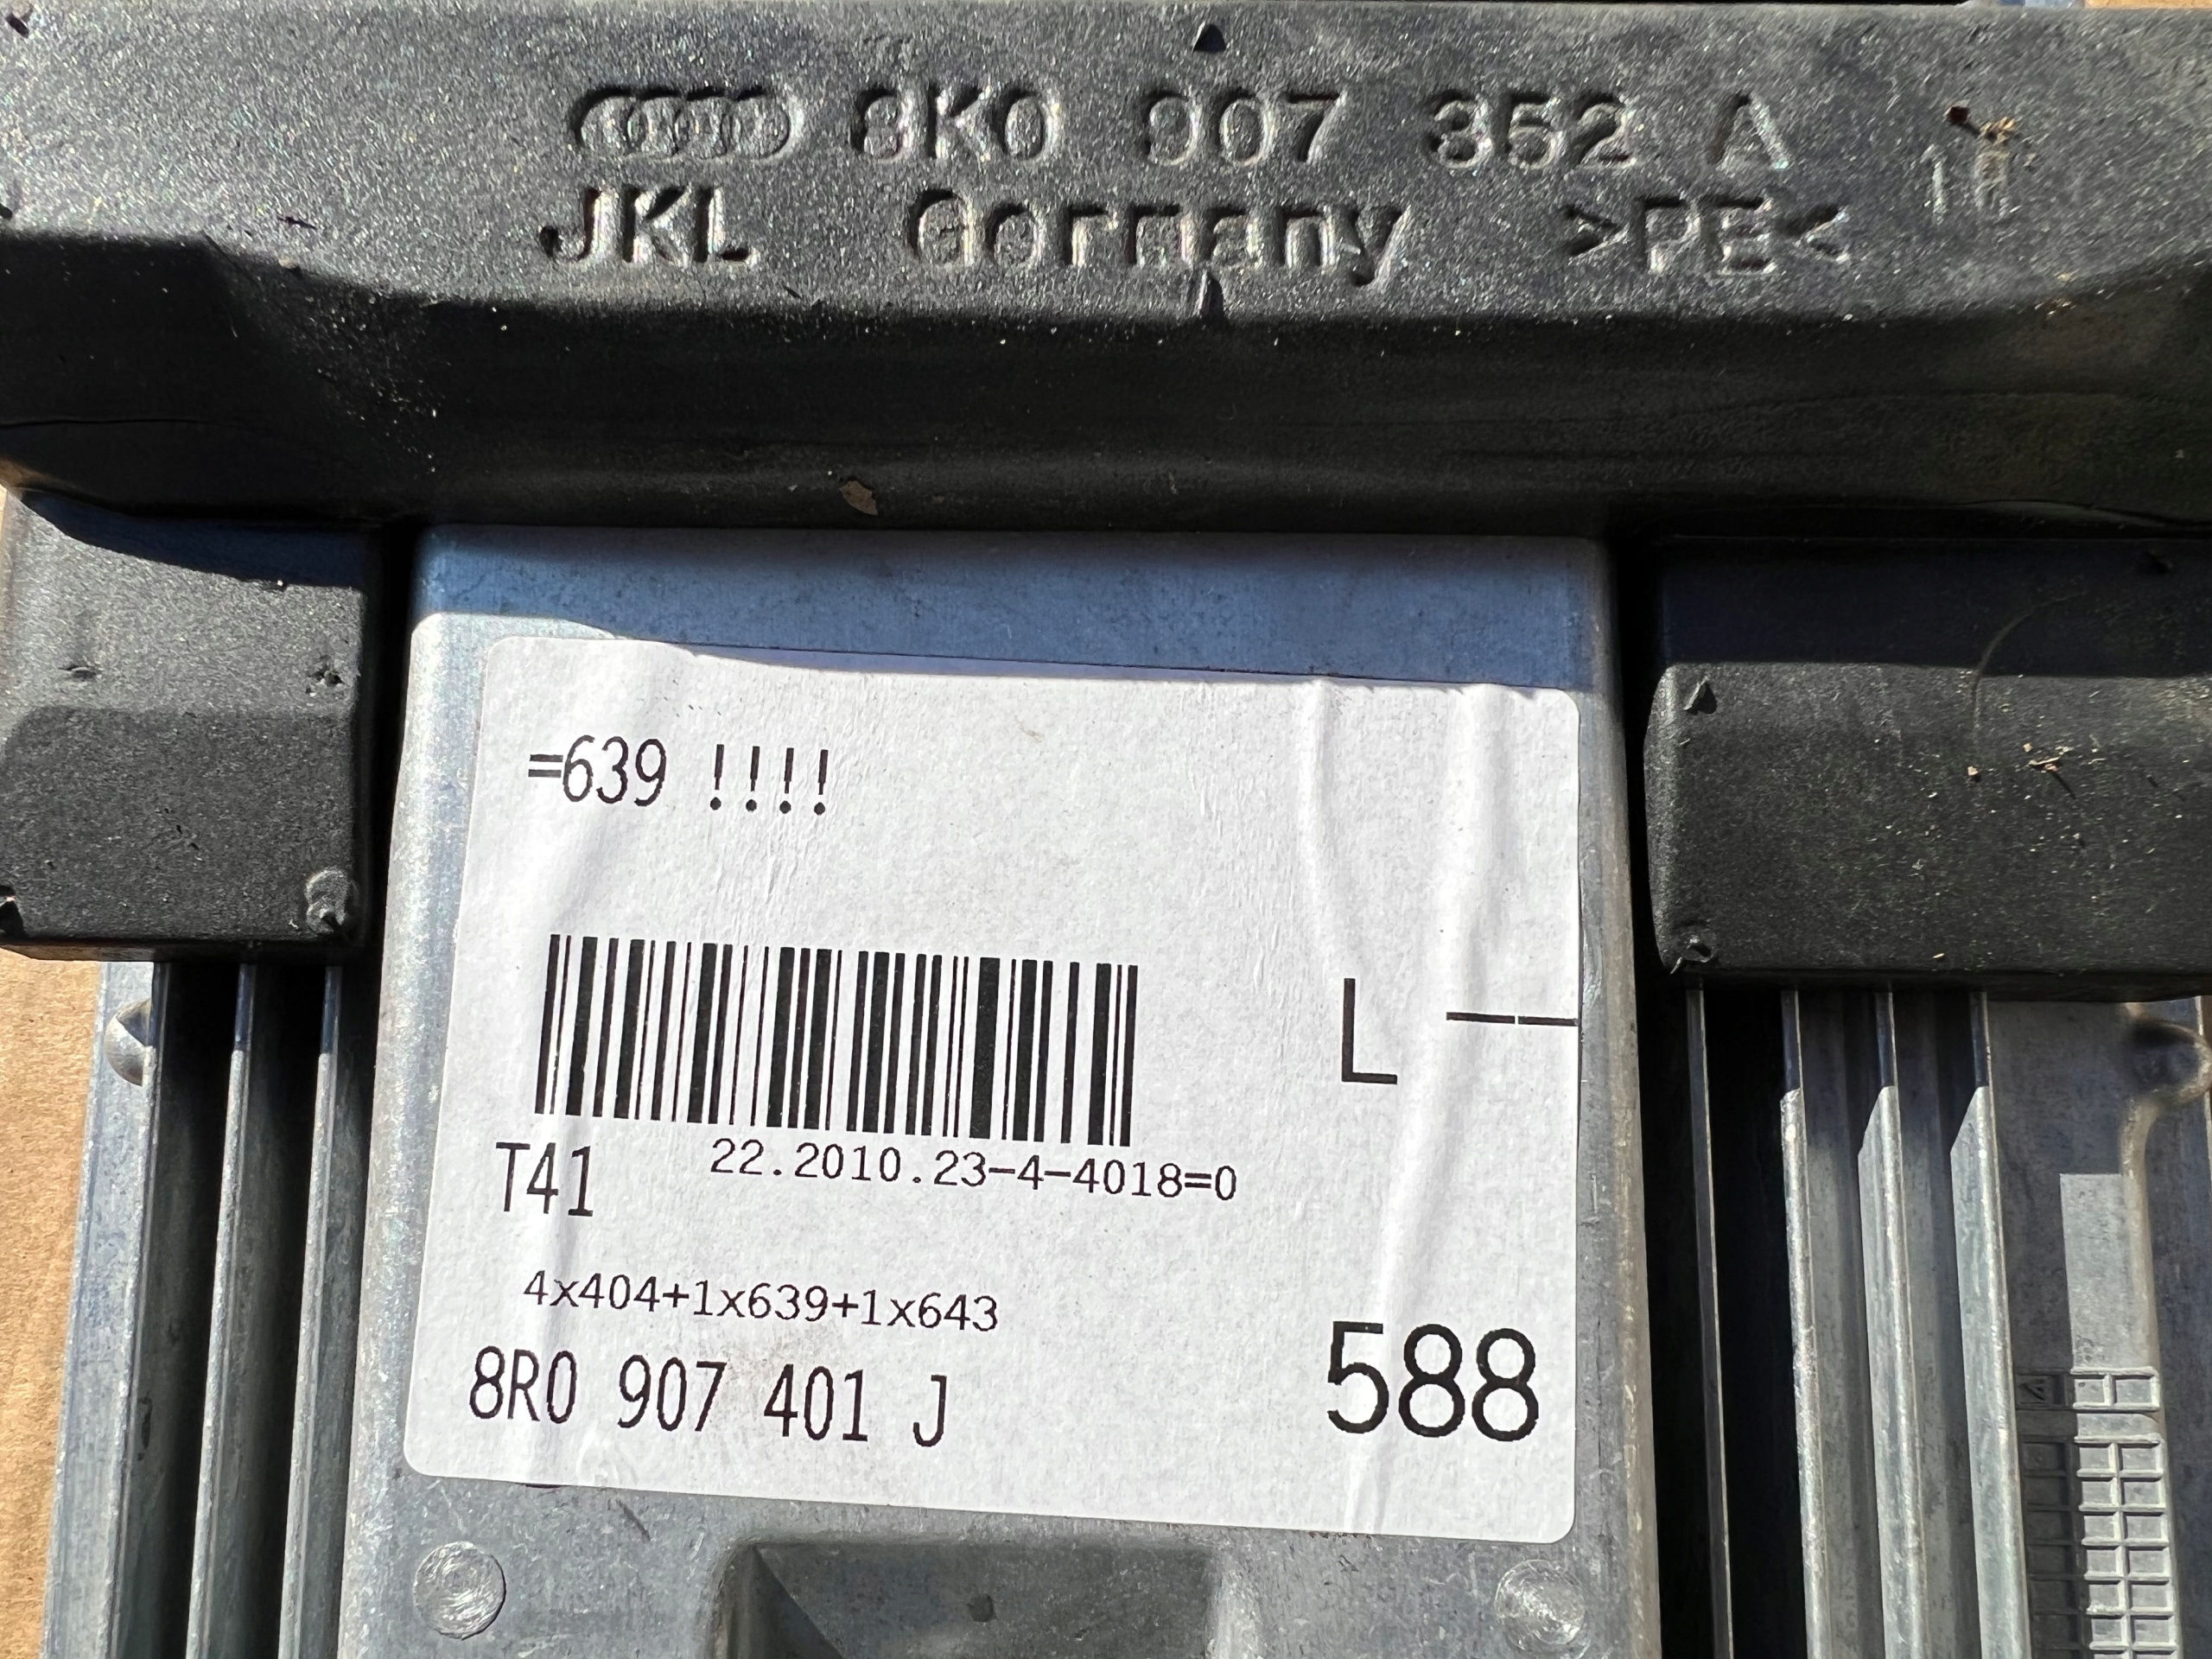 8K0 907 352 A
JKL Germany >PE<
=639 !!!!
L --
T41 22.2010.23-4-4018=0
4x404+1x639+1x643
8R0 907 401 J
588